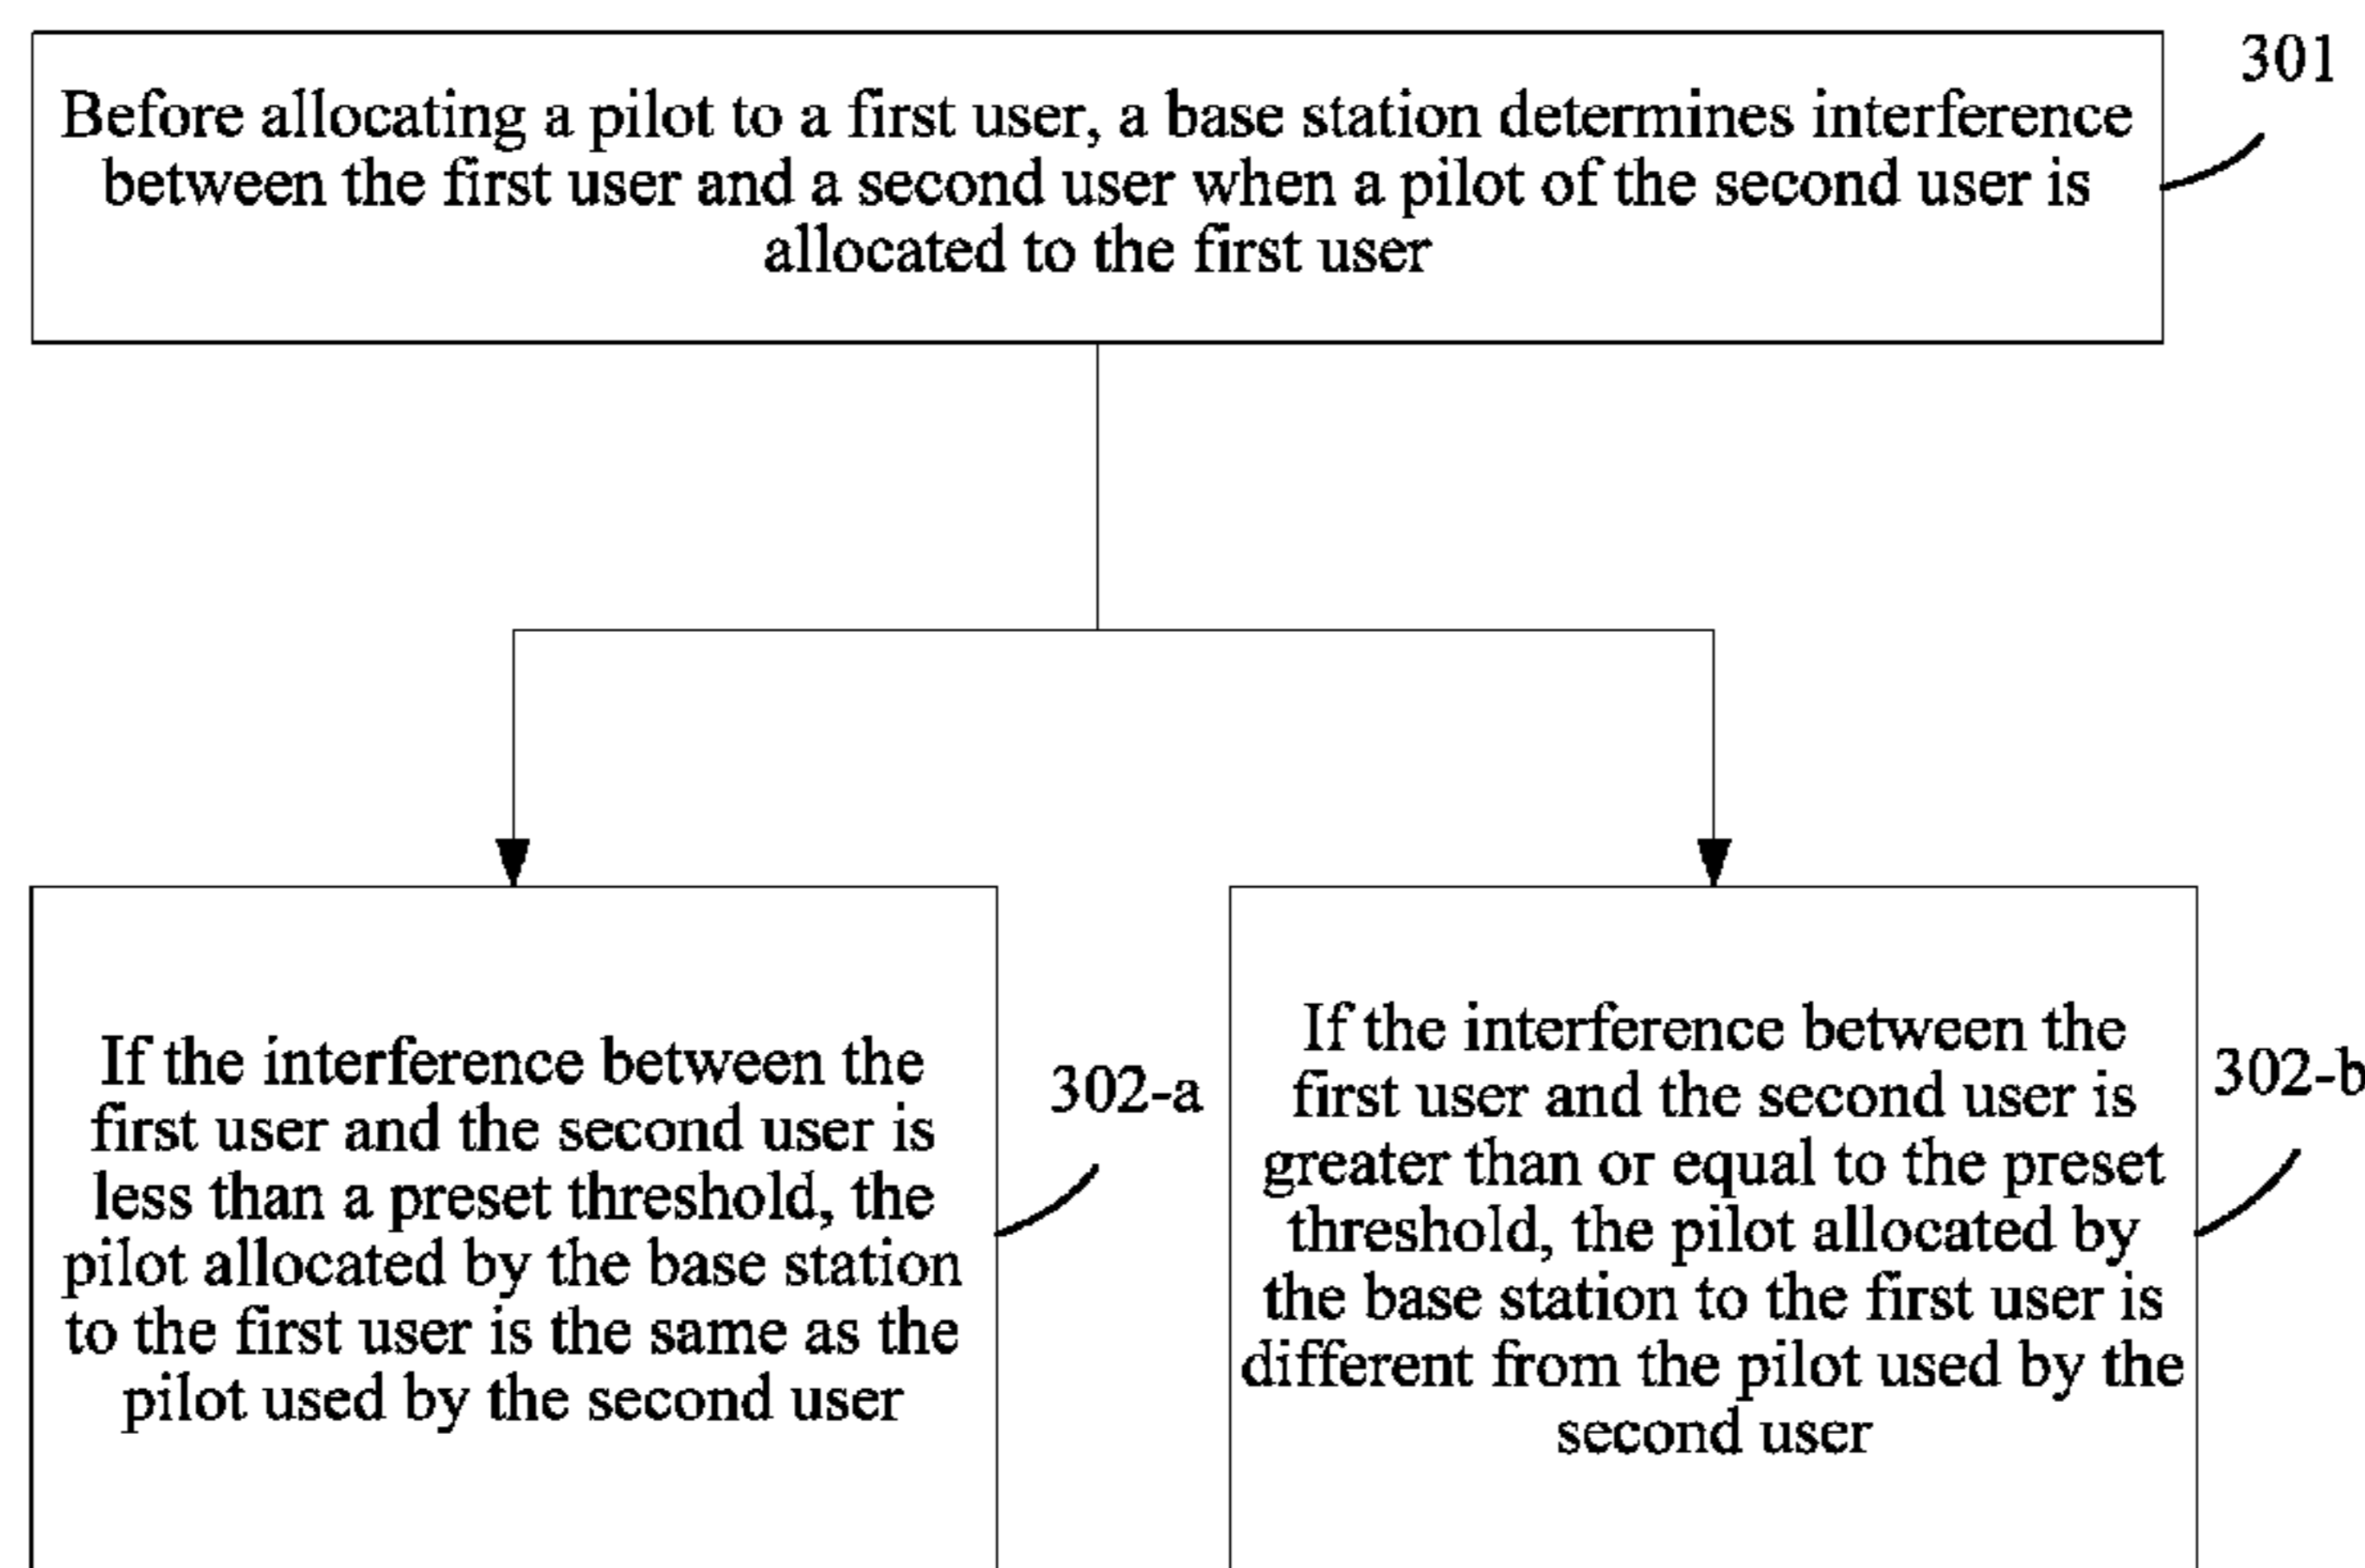 301
Before allocating a pilot to a first user, a base station determines interference
between the first user and a second user when a pilot of the second user is
allocated to the first user
If the interference between the
first user and the second user is
less than a preset threshold, the
pilot allocated by the base station
to the first user is the same as the
pilot used by the second user
302-a
If the interference between the
first user and the second user is
greater than or equal to the preset
threshold, the pilot allocated by
the base station to the first user is
different from the pilot used by the
second user
302-b